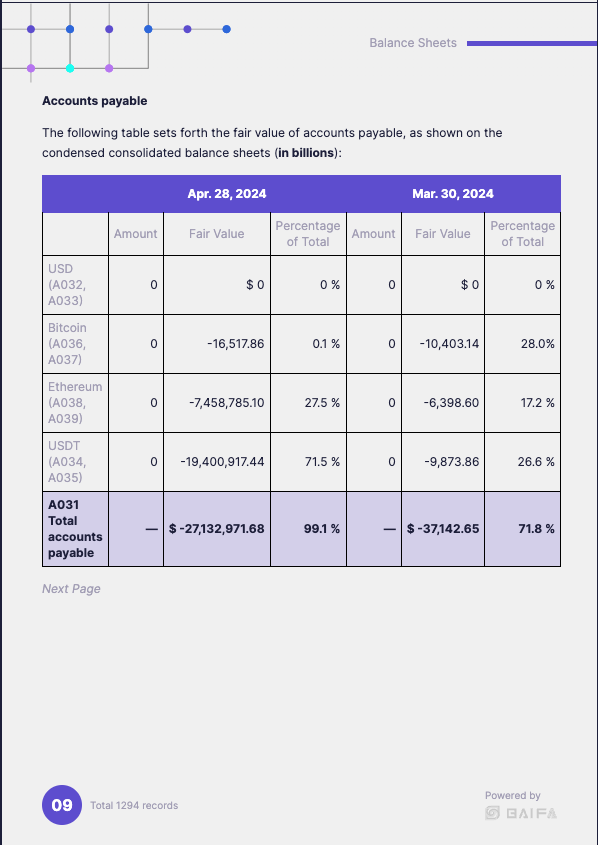 Balance Sheets
Accounts payable
The following table sets forth the fair value of accounts payable, as shown on the
condensed consolidated balance sheets (in billions):
Apr. 28, 2024 Mar. 30, 2024
Amount Fair Value Percentage of Total Amount Fair Value Percentage of Total
USD (A032, A033) 0 $ 0 0 % 0 $ 0 0 %
Bitcoin (A036, A037) 0 -16,517.86 0.1 % 0 -10,403.14 28.0%
Ethereum (A038, A039) 0 -7,458,785.10 27.5 % 0 -6,398.60 17.2 %
USDT (A034, A035) 0 -19,400,917.44 71.5 % 0 -9,873.86 26.6 %
A031 Total accounts payable — $ -27,132,971.68 99.1 % — $ -37,142.65 71.8 %
Next Page
09 Total 1294 records
Powered by
BAIFA